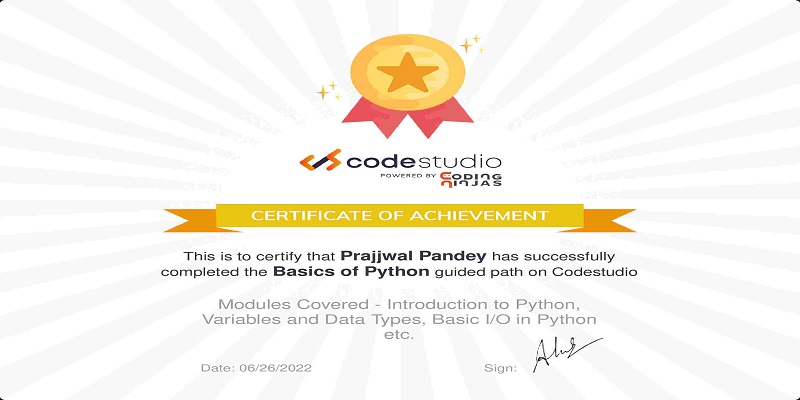 codestudio
POWERED BY CODING
NINJAS
CERTIFICATE OF ACHIEVEMENT
This is to certify that Prajjwal Pandey has successfully
completed the Basics of Python guided path on Codestudio
Modules Covered - Introduction to Python,
Variables and Data Types, Basic I/O in Python
etc.
Date: 06/26/2022 Sign: